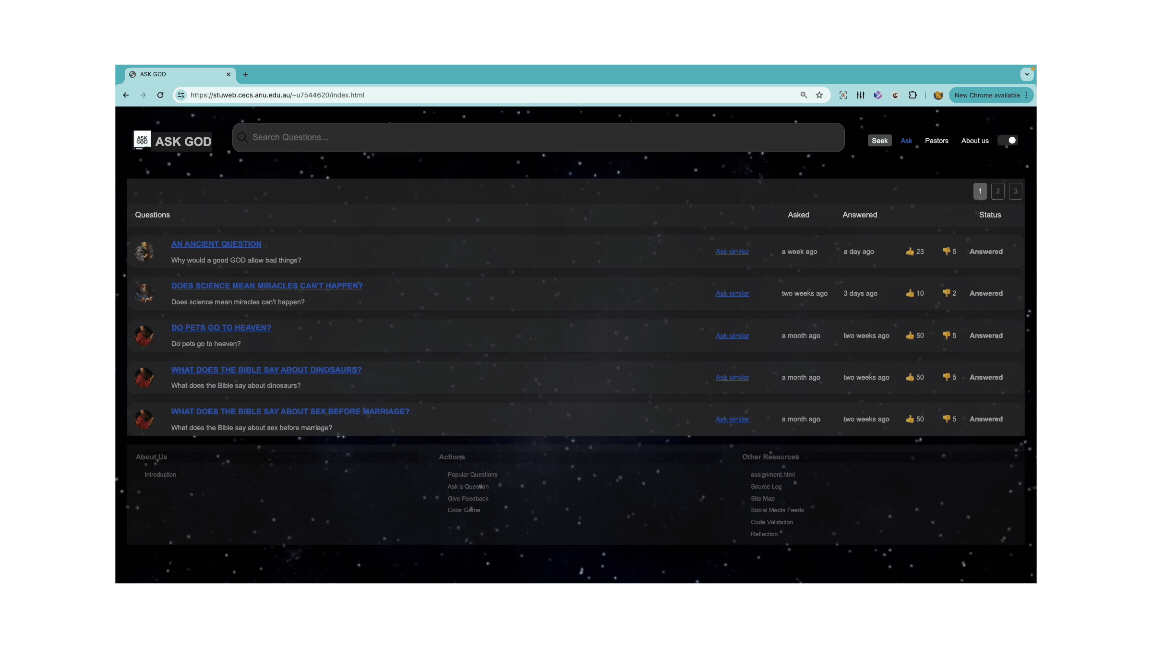 ASK GOD
https://stuweb.cecs.anu.edu.au/~u7544620/index.html
New Chrome available
ASK
GOD
ASK GOD
Search Questions...
Seek Ask Pastors About us
1 2 3
Questions Asked Answered Status
AN ANCIENT QUESTION
Why would a good GOD allow bad things?
Ask similar a week ago a day ago 23 5 Answered
DOES SCIENCE MEAN MIRACLES CAN'T HAPPEN?
Does science mean miracles can't happen?
Ask similar two weeks ago 3 days ago 10 2 Answered
DO PETS GO TO HEAVEN?
Do pets go to heaven?
Ask similar a month ago two weeks ago 50 5 Answered
WHAT DOES THE BIBLE SAY ABOUT DINOSAURS?
What does the Bible say about dinosaurs?
Ask similar a month ago two weeks ago 50 5 Answered
WHAT DOES THE BIBLE SAY ABOUT SEX BEFORE MARRIAGE?
What does the Bible say about sex before marriage?
Ask similar a month ago two weeks ago 50 5 Answered
About Us
Introduction
Actions
Popular Questions
Ask a Question
Give Feedback
Color Game
Other Resources
assignment.html
Source Log
Site Map
Social Media Feeds
Code Validation
Reflection